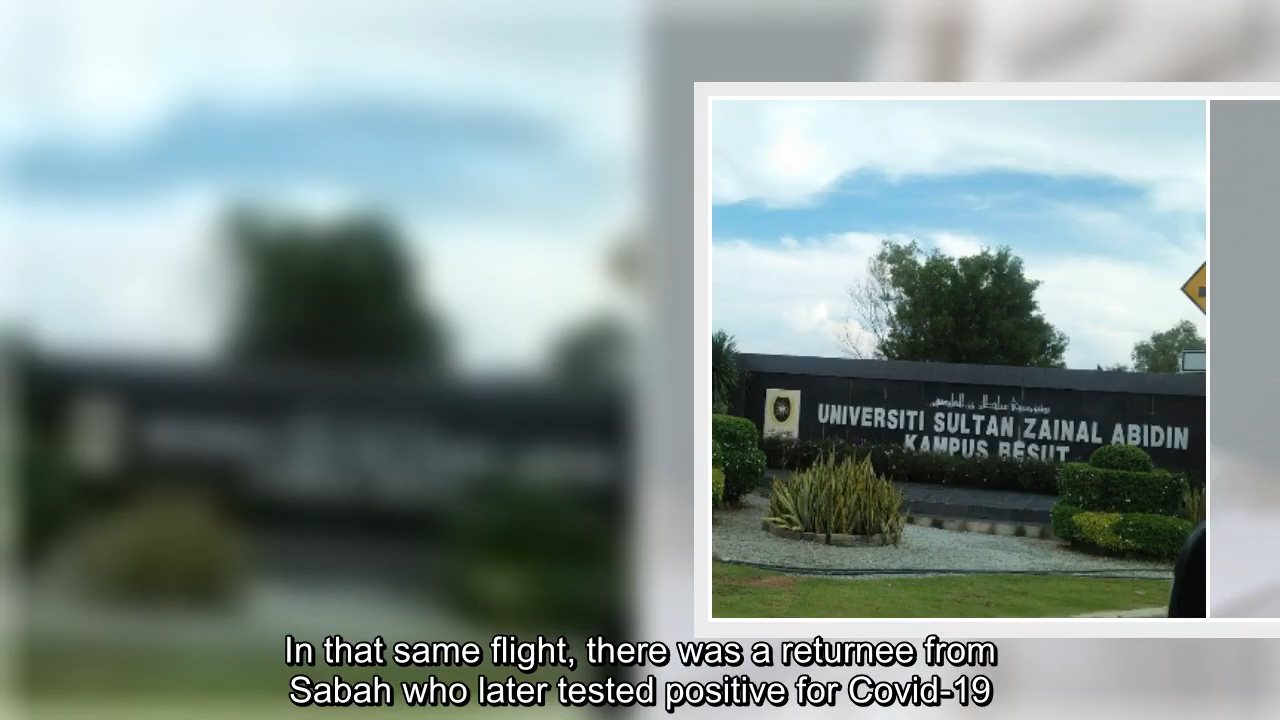 UNIVERSITI SULTAN ZAINAL ABIDIN
KAMPUS BESUT
In that same flight, there was a returnee from
Sabah who later tested positive for Covid-19